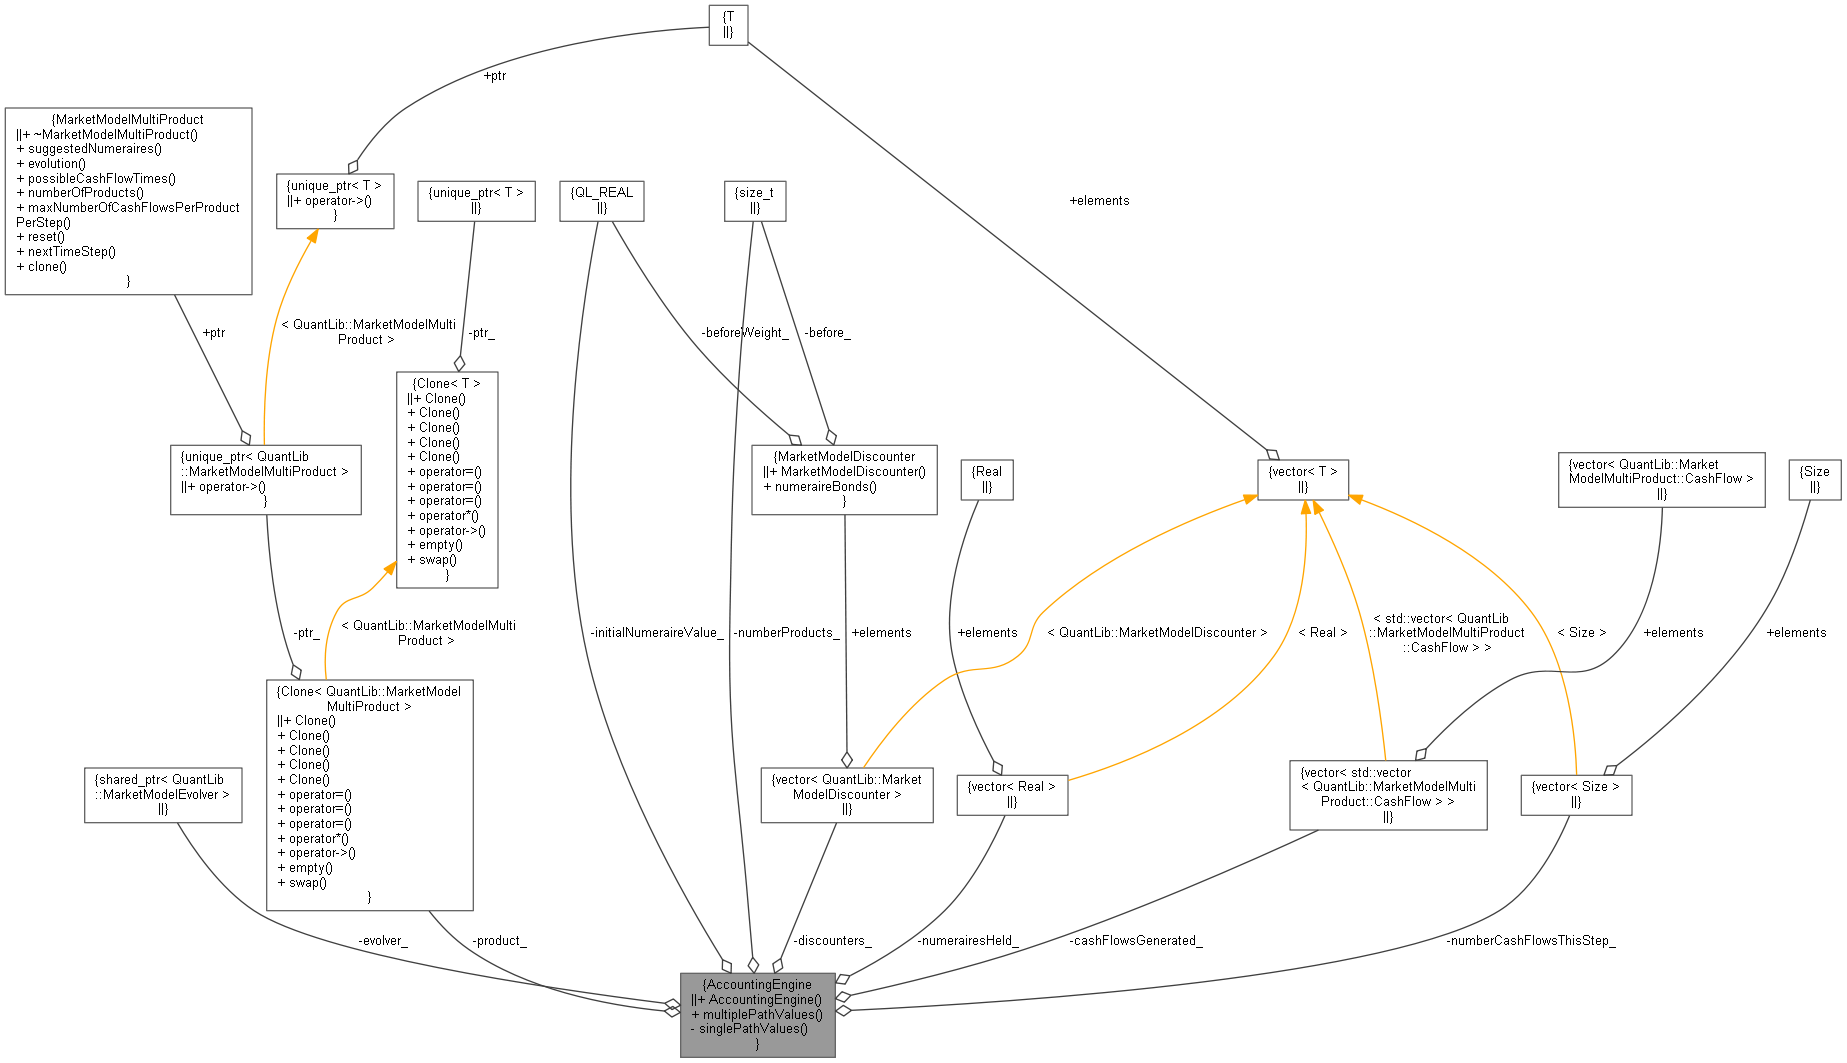 {T
||}
+ptr
{MarketModelMultiProduct
||+ ~MarketModelMultiProduct()
+ suggestedNumeraires()
+ evolution()
+ possibleCashFlowTimes()
+ numberOfProducts()
+ maxNumberOfCashFlowsPerProduct
PerStep()
+ reset()
+ nextTimeStep()
+ clone()
}
{unique_ptr< T >
||+ operator->()
}
{unique_ptr< T >
||}
{QL_REAL
||}
{size_t
||}
+elements
+ptr
< QuantLib::MarketModelMulti
Product >
-ptr_
-beforeWeight_
-before_
{Clone< T >
||+ Clone()
+ Clone()
+ Clone()
+ Clone()
+ Clone()
+ operator=()
+ operator=()
+ operator=()
+ operator*()
+ operator->()
+ empty()
+ swap()
}
{unique_ptr< QuantLib
::MarketModelMultiProduct >
||+ operator->()
}
{MarketModelDiscounter
||+ MarketModelDiscounter()
+ numeraireBonds()
}
{Real
||}
{vector< T >
||}
{vector< QuantLib::Market
ModelMultiProduct::CashFlow >
||}
{Size
||}
-ptr_
< QuantLib::MarketModelMulti
Product >
-initialNumeraireValue_
-numberProducts_
+elements
+elements
< QuantLib::MarketModelDiscounter >
< Real >
< std::vector< QuantLib
::MarketModelMultiProduct
::CashFlow > >
< Size >
+elements
+elements
{Clone< QuantLib::MarketModel
MultiProduct >
||+ Clone()
+ Clone()
+ Clone()
+ Clone()
+ Clone()
+ operator=()
+ operator=()
+ operator=()
+ operator*()
+ operator->()
+ empty()
+ swap()
}
{shared_ptr< QuantLib
::MarketModelEvolver >
||}
{vector< QuantLib::Market
ModelDiscounter >
||}
{vector< Real >
||}
{vector< std::vector
< QuantLib::MarketModelMulti
Product::CashFlow > >
||}
{vector< Size >
||}
-evolver_
-product_
-discounters_
-numerairesHeld_
-cashFlowsGenerated_
-numberCashFlowsThisStep_
{AccountingEngine
||+ AccountingEngine()
+ multiplePathValues()
- singlePathValues()
}